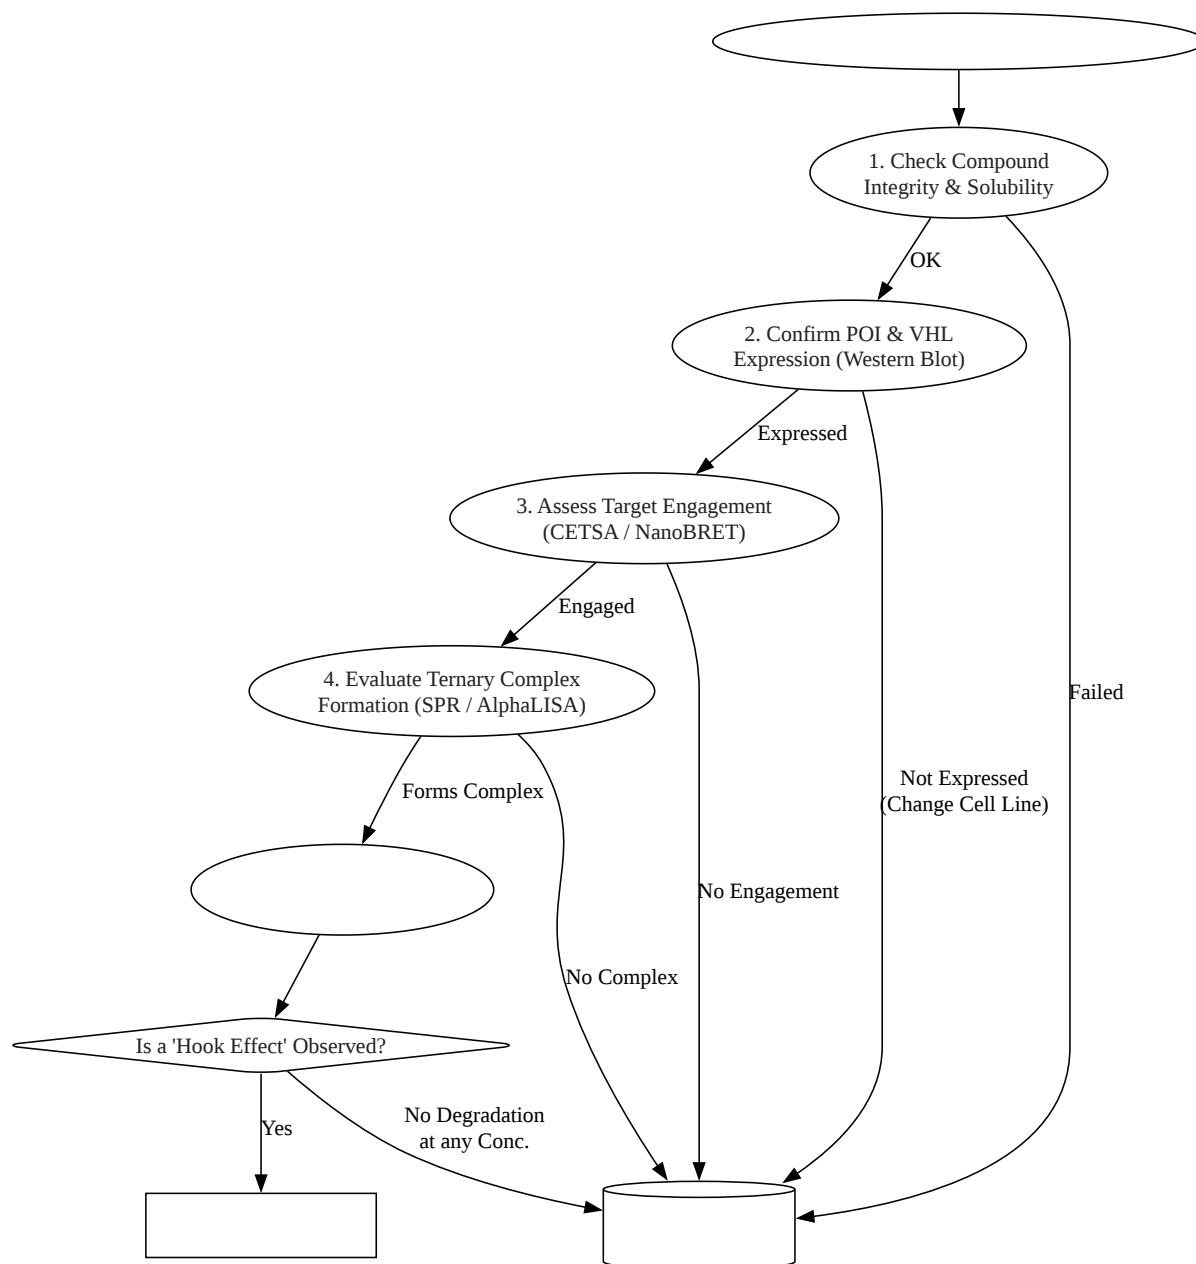 1. Check Compound
Integrity & Solubility
OK
2. Confirm POI & VHL
Expression (Western Blot)
Expressed
3. Assess Target Engagement
(CETSA / NanoBRET)
Engaged
4. Evaluate Ternary Complex
Formation (SPR / AlphaLISA)
Failed
Not Expressed
(Change Cell Line)
Forms Complex
No Engagement
No Complex
Is a 'Hook Effect' Observed?
No Degradation
at any Conc.
Yes